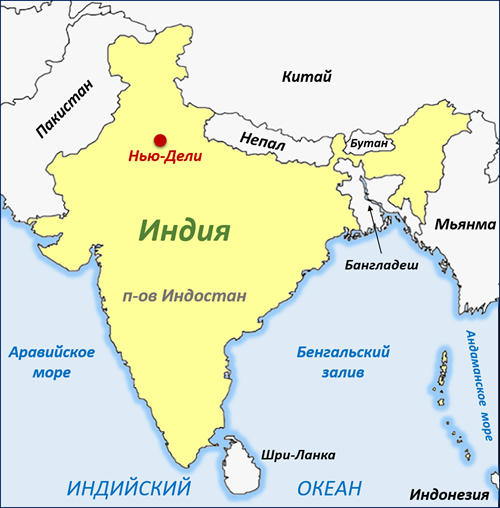 Китай
Пакистан
Непал
Бутан
Нью-Дели
Индия
Мьянма
Бангладеш
п-ов Индостан
Аравийское
море
Бенгальский
залив
Андаманское море
Шри-Ланка
ИНДИЙСКИЙ ОКЕАН
Индонезия